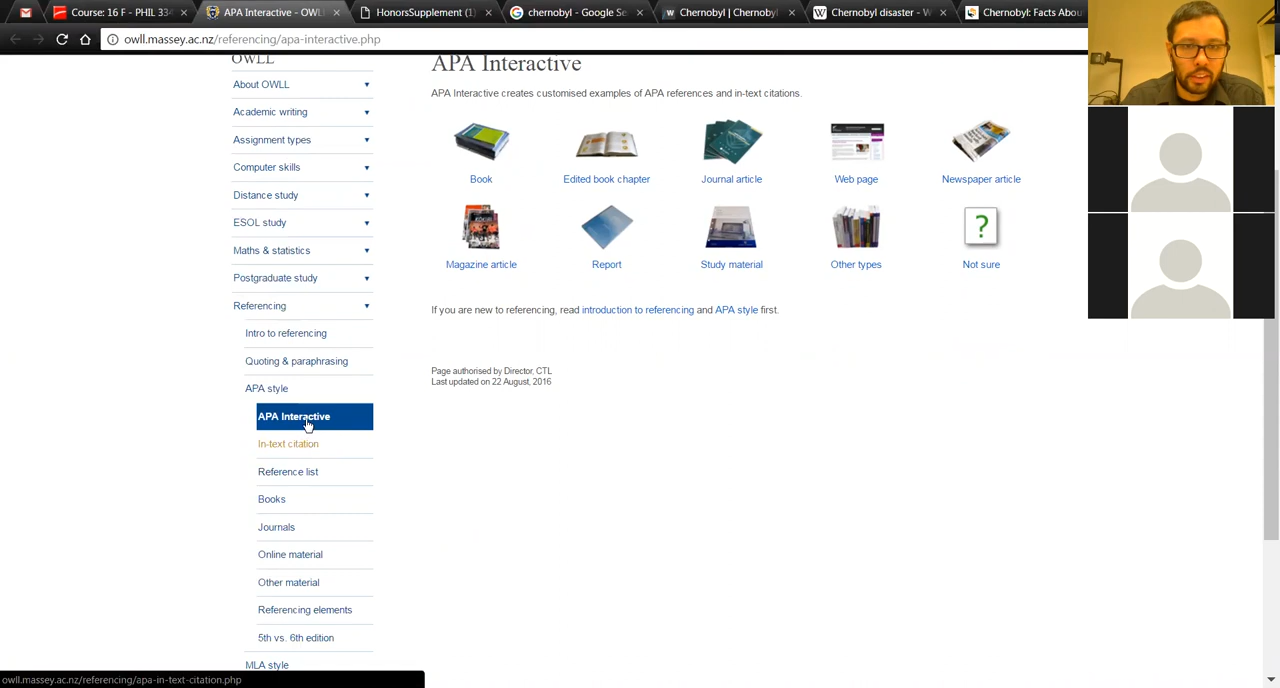 Course: 16 F - PHIL 334
APA Interactive - OWLL
HonorsSupplement (1)
chernobyl - Google Se
Chernobyl | Chernobyl
Chernobyl disaster - W
Chernobyl: Facts Abou
owll.massey.ac.nz/referencing/apa-interactive.php
OWLL
About OWLL
Academic writing
Assignment types
Computer skills
Distance study
ESOL study
Maths & statistics
Postgraduate study
Referencing
Intro to referencing
Quoting & paraphrasing
APA style
APA Interactive
In-text citation
Reference list
Books
Journals
Online material
Other material
Referencing elements
5th vs. 6th edition
MLA style
APA Interactive
APA Interactive creates customised examples of APA references and in-text citations.
Book
Edited book chapter
Journal article
Web page
Newspaper article
Magazine article
Report
Study material
Other types
?
Not sure
If you are new to referencing, read introduction to referencing and APA style first.
Page authorised by Director, CTL
Last updated on 22 August, 2016
owll.massey.ac.nz/referencing/apa-in-text-citation.php